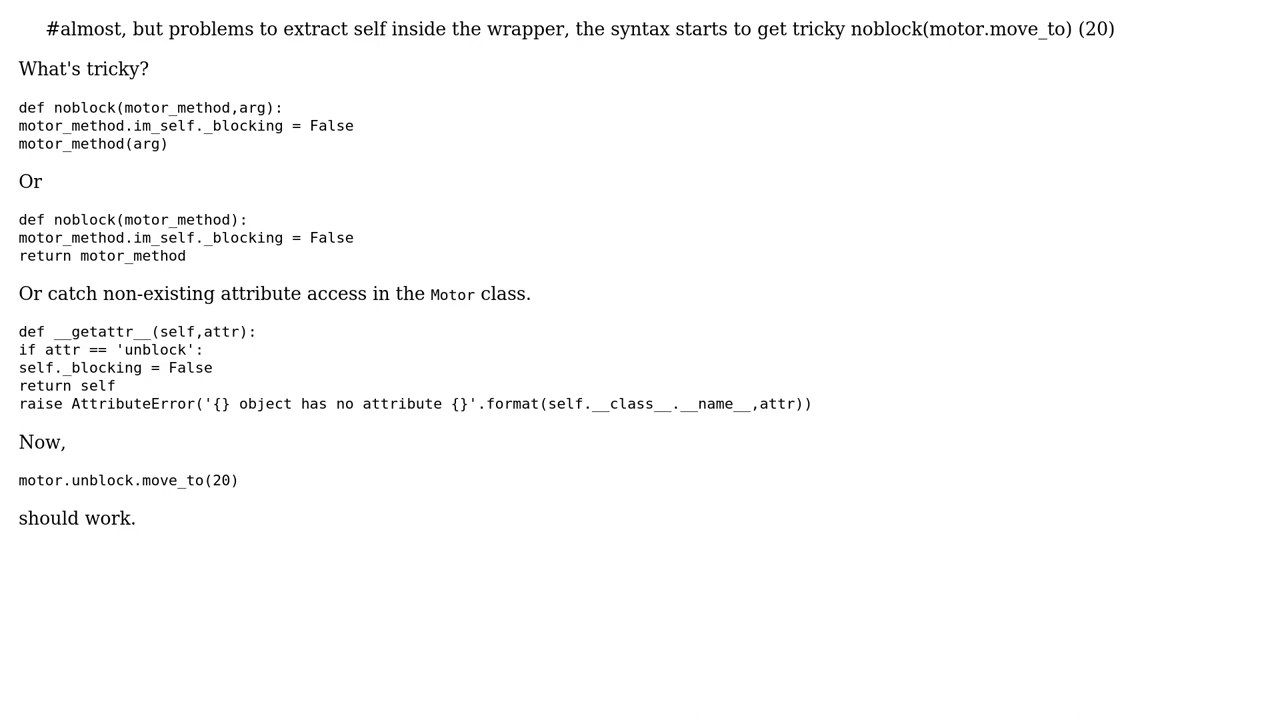 #almost, but problems to extract self inside the wrapper, the syntax starts to get tricky noblock(motor.move_to) (20)
What's tricky?
def noblock(motor_method,arg):
motor_method.im_self._blocking = False
motor_method(arg)
Or
def noblock(motor_method):
motor_method.im_self._blocking = False
return motor_method
Or catch non-existing attribute access in the Motor class.
def __getattr__(self,attr):
if attr == 'unblock':
self._blocking = False
return self
raise AttributeError('{} object has no attribute {}'.format(self.__class__.__name__,attr))
Now,
motor.unblock.move_to(20)
should work.